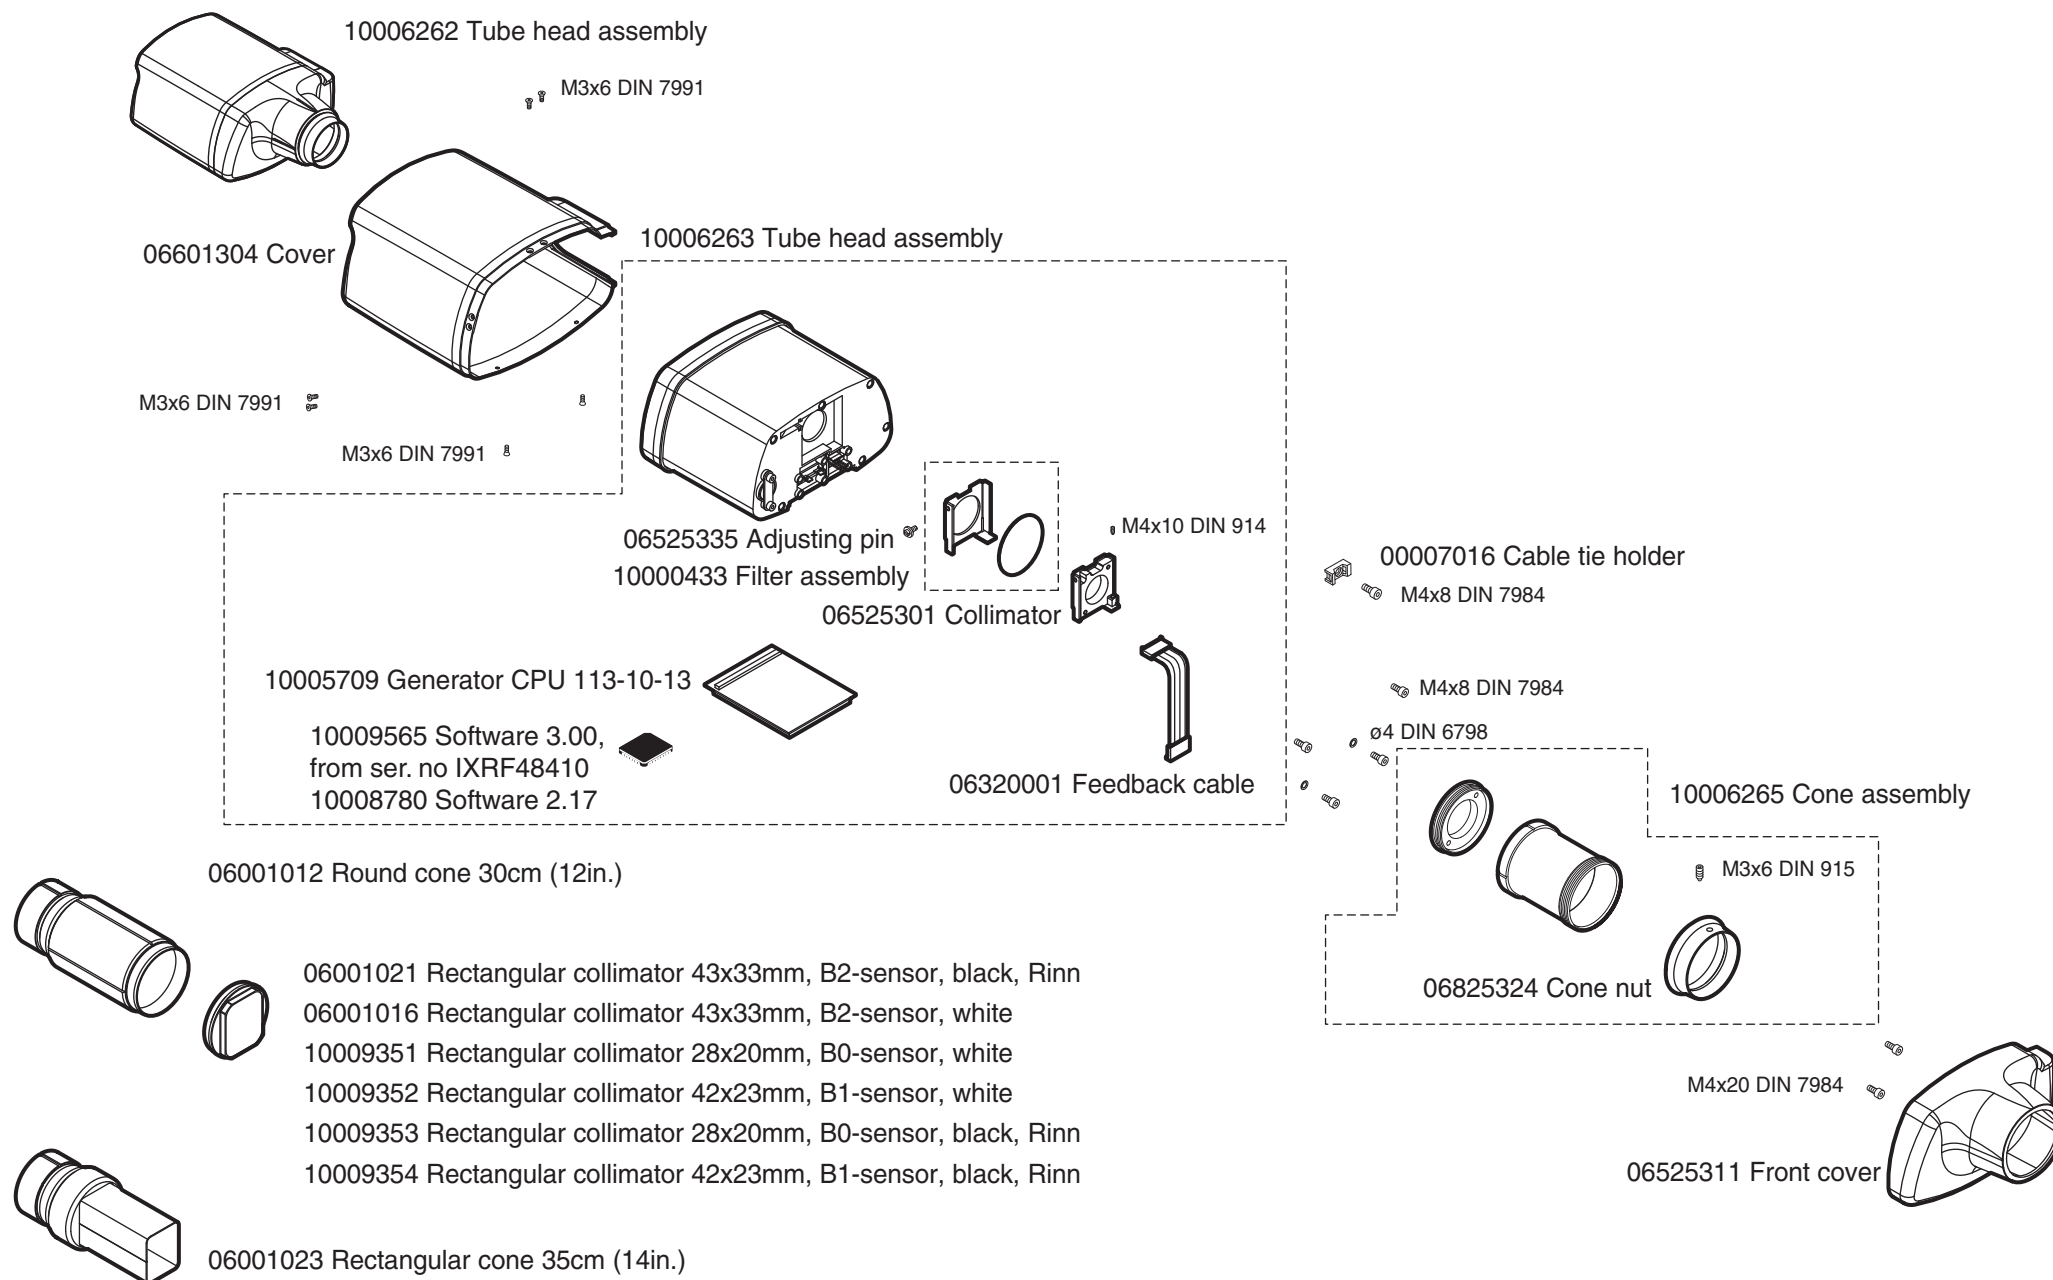 10006262 Tube head assembly
M3x6 DIN 7991
06601304 Cover
10006263 Tube head assembly
M3x6 DIN 7991
M3x6 DIN 7991
06525335 Adjusting pin
10000433 Filter assembly
M4x10 DIN 914
06525301 Collimator
00007016 Cable tie holder
M4x8 DIN 7984
10005709 Generator CPU 113-10-13
M4x8 DIN 7984
10009565 Software 3.00,
from ser. no IXRF48410
10008780 Software 2.17
ø4 DIN 6798
06320001 Feedback cable
10006265 Cone assembly
M3x6 DIN 915
06825324 Cone nut
06001012 Round cone 30cm (12in.)
06001021 Rectangular collimator 43x33mm, B2-sensor, black, Rinn
06001016 Rectangular collimator 43x33mm, B2-sensor, white
10009351 Rectangular collimator 28x20mm, B0-sensor, white
10009352 Rectangular collimator 42x23mm, B1-sensor, white
10009353 Rectangular collimator 28x20mm, B0-sensor, black, Rinn
10009354 Rectangular collimator 42x23mm, B1-sensor, black, Rinn
M4x20 DIN 7984
06525311 Front cover
06001023 Rectangular cone 35cm (14in.)